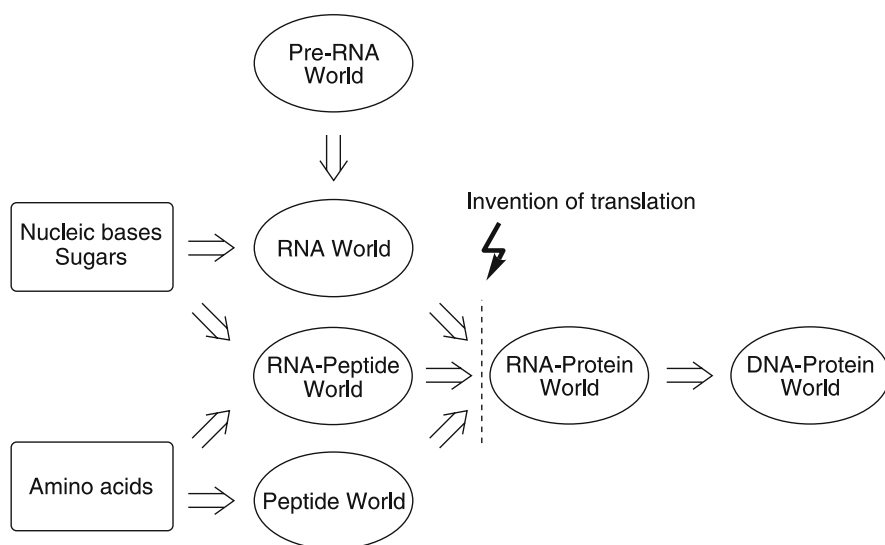 Pre-RNA
World
Invention of translation
Nucleic bases
Sugars
RNA World
RNA-Peptide
World
RNA-Protein
World
DNA-Protein
World
Amino acids
Peptide World